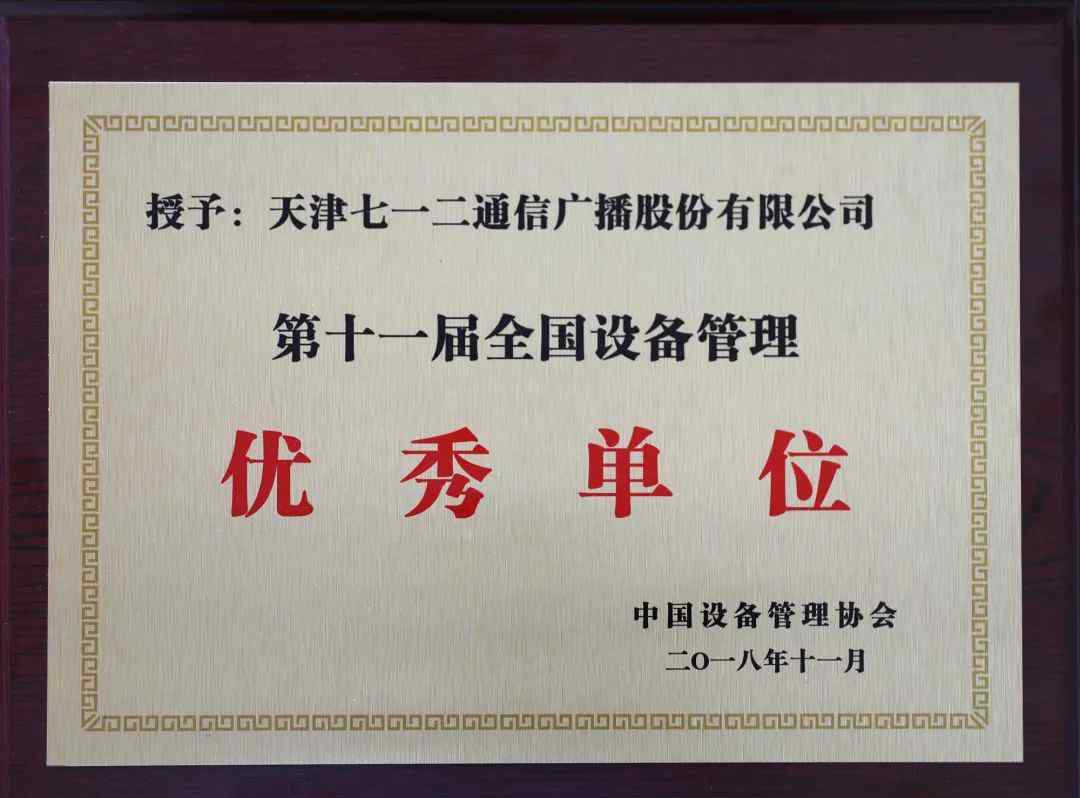 授予：天津七一二通信广播股份有限公司
第十一届全国设备管理
优秀单位
中国设备管理协会
二〇一八年十一月